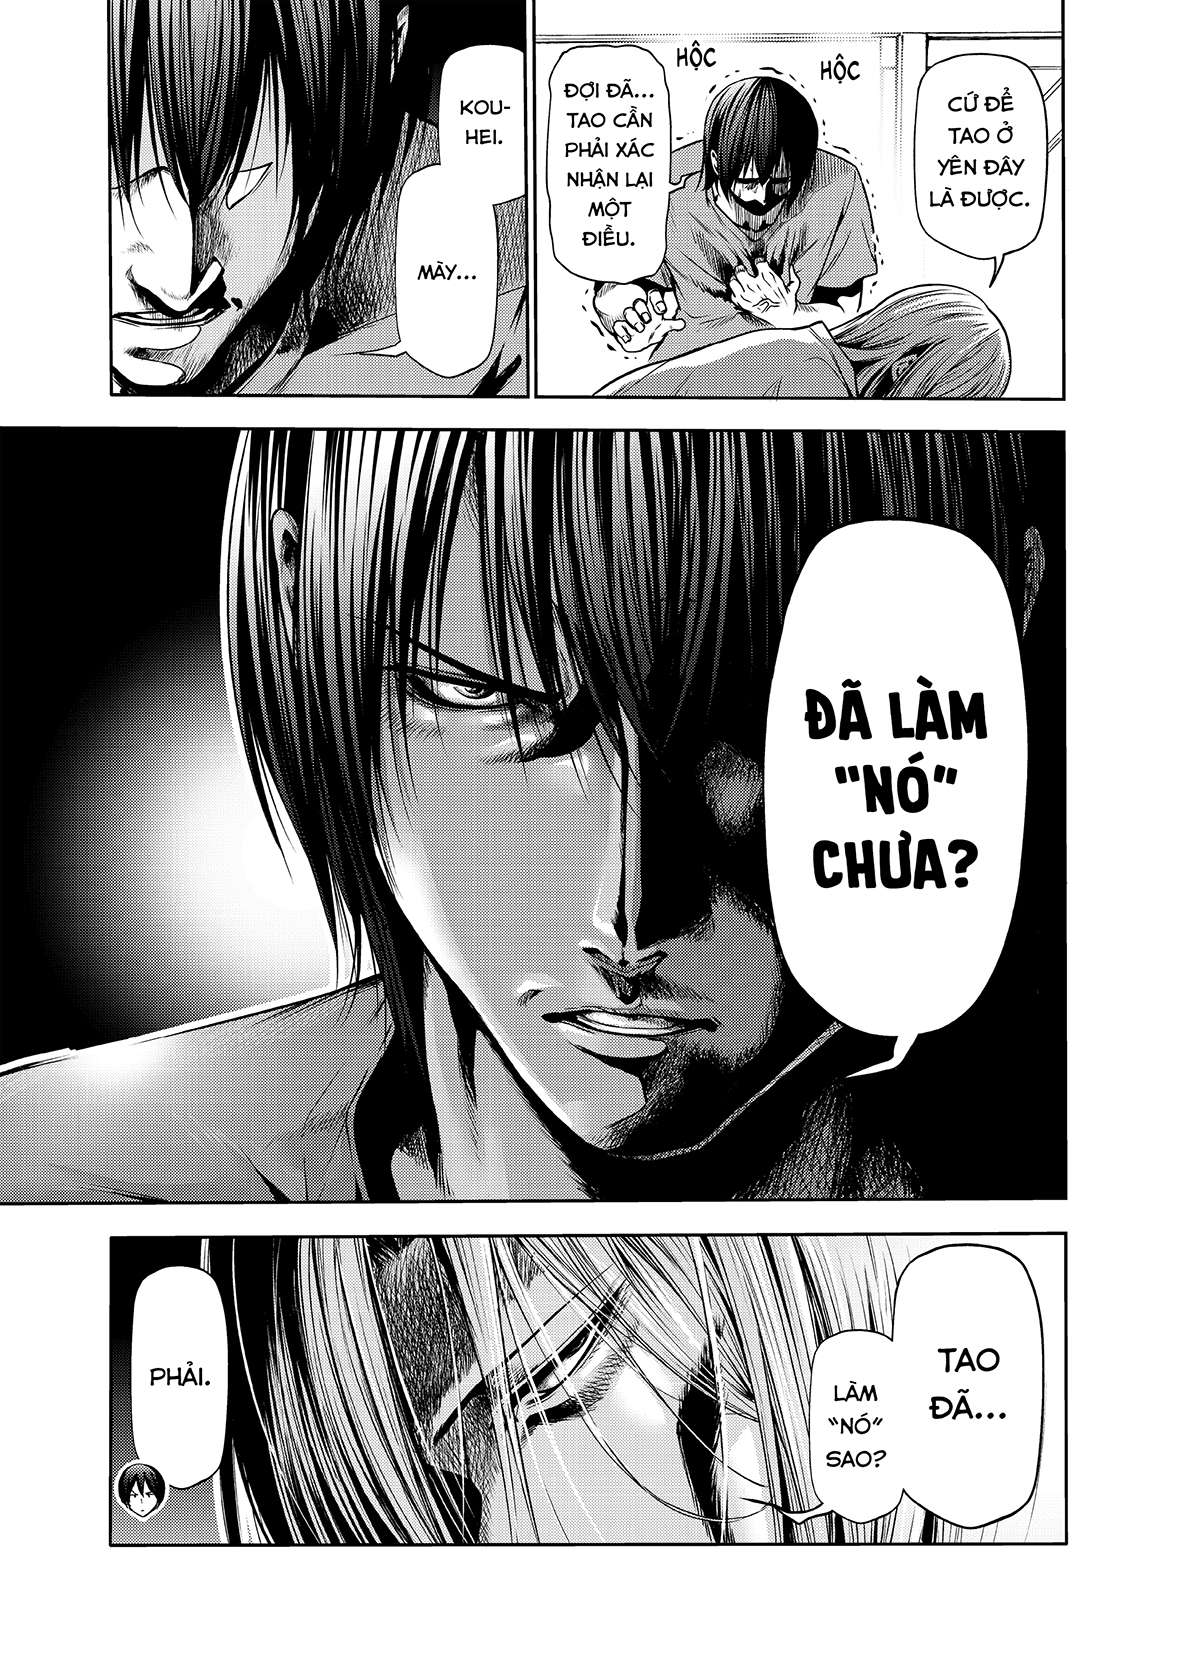 CỨ ĐỂ
TAO Ở
YÊN ĐÂY
LÀ ĐƯỢC.
HỘC
HỘC
ĐỢI ĐÃ...
TAO CẦN
PHẢI XÁC
NHẬN LẠI
MỘT
ĐIỀU.
KOU-
HEI.
MÀY...
ĐÃ LÀM
"NÓ"
CHƯA?
TAO
ĐÃ...
LÀM
"NÓ"
SAO?
PHẢI.